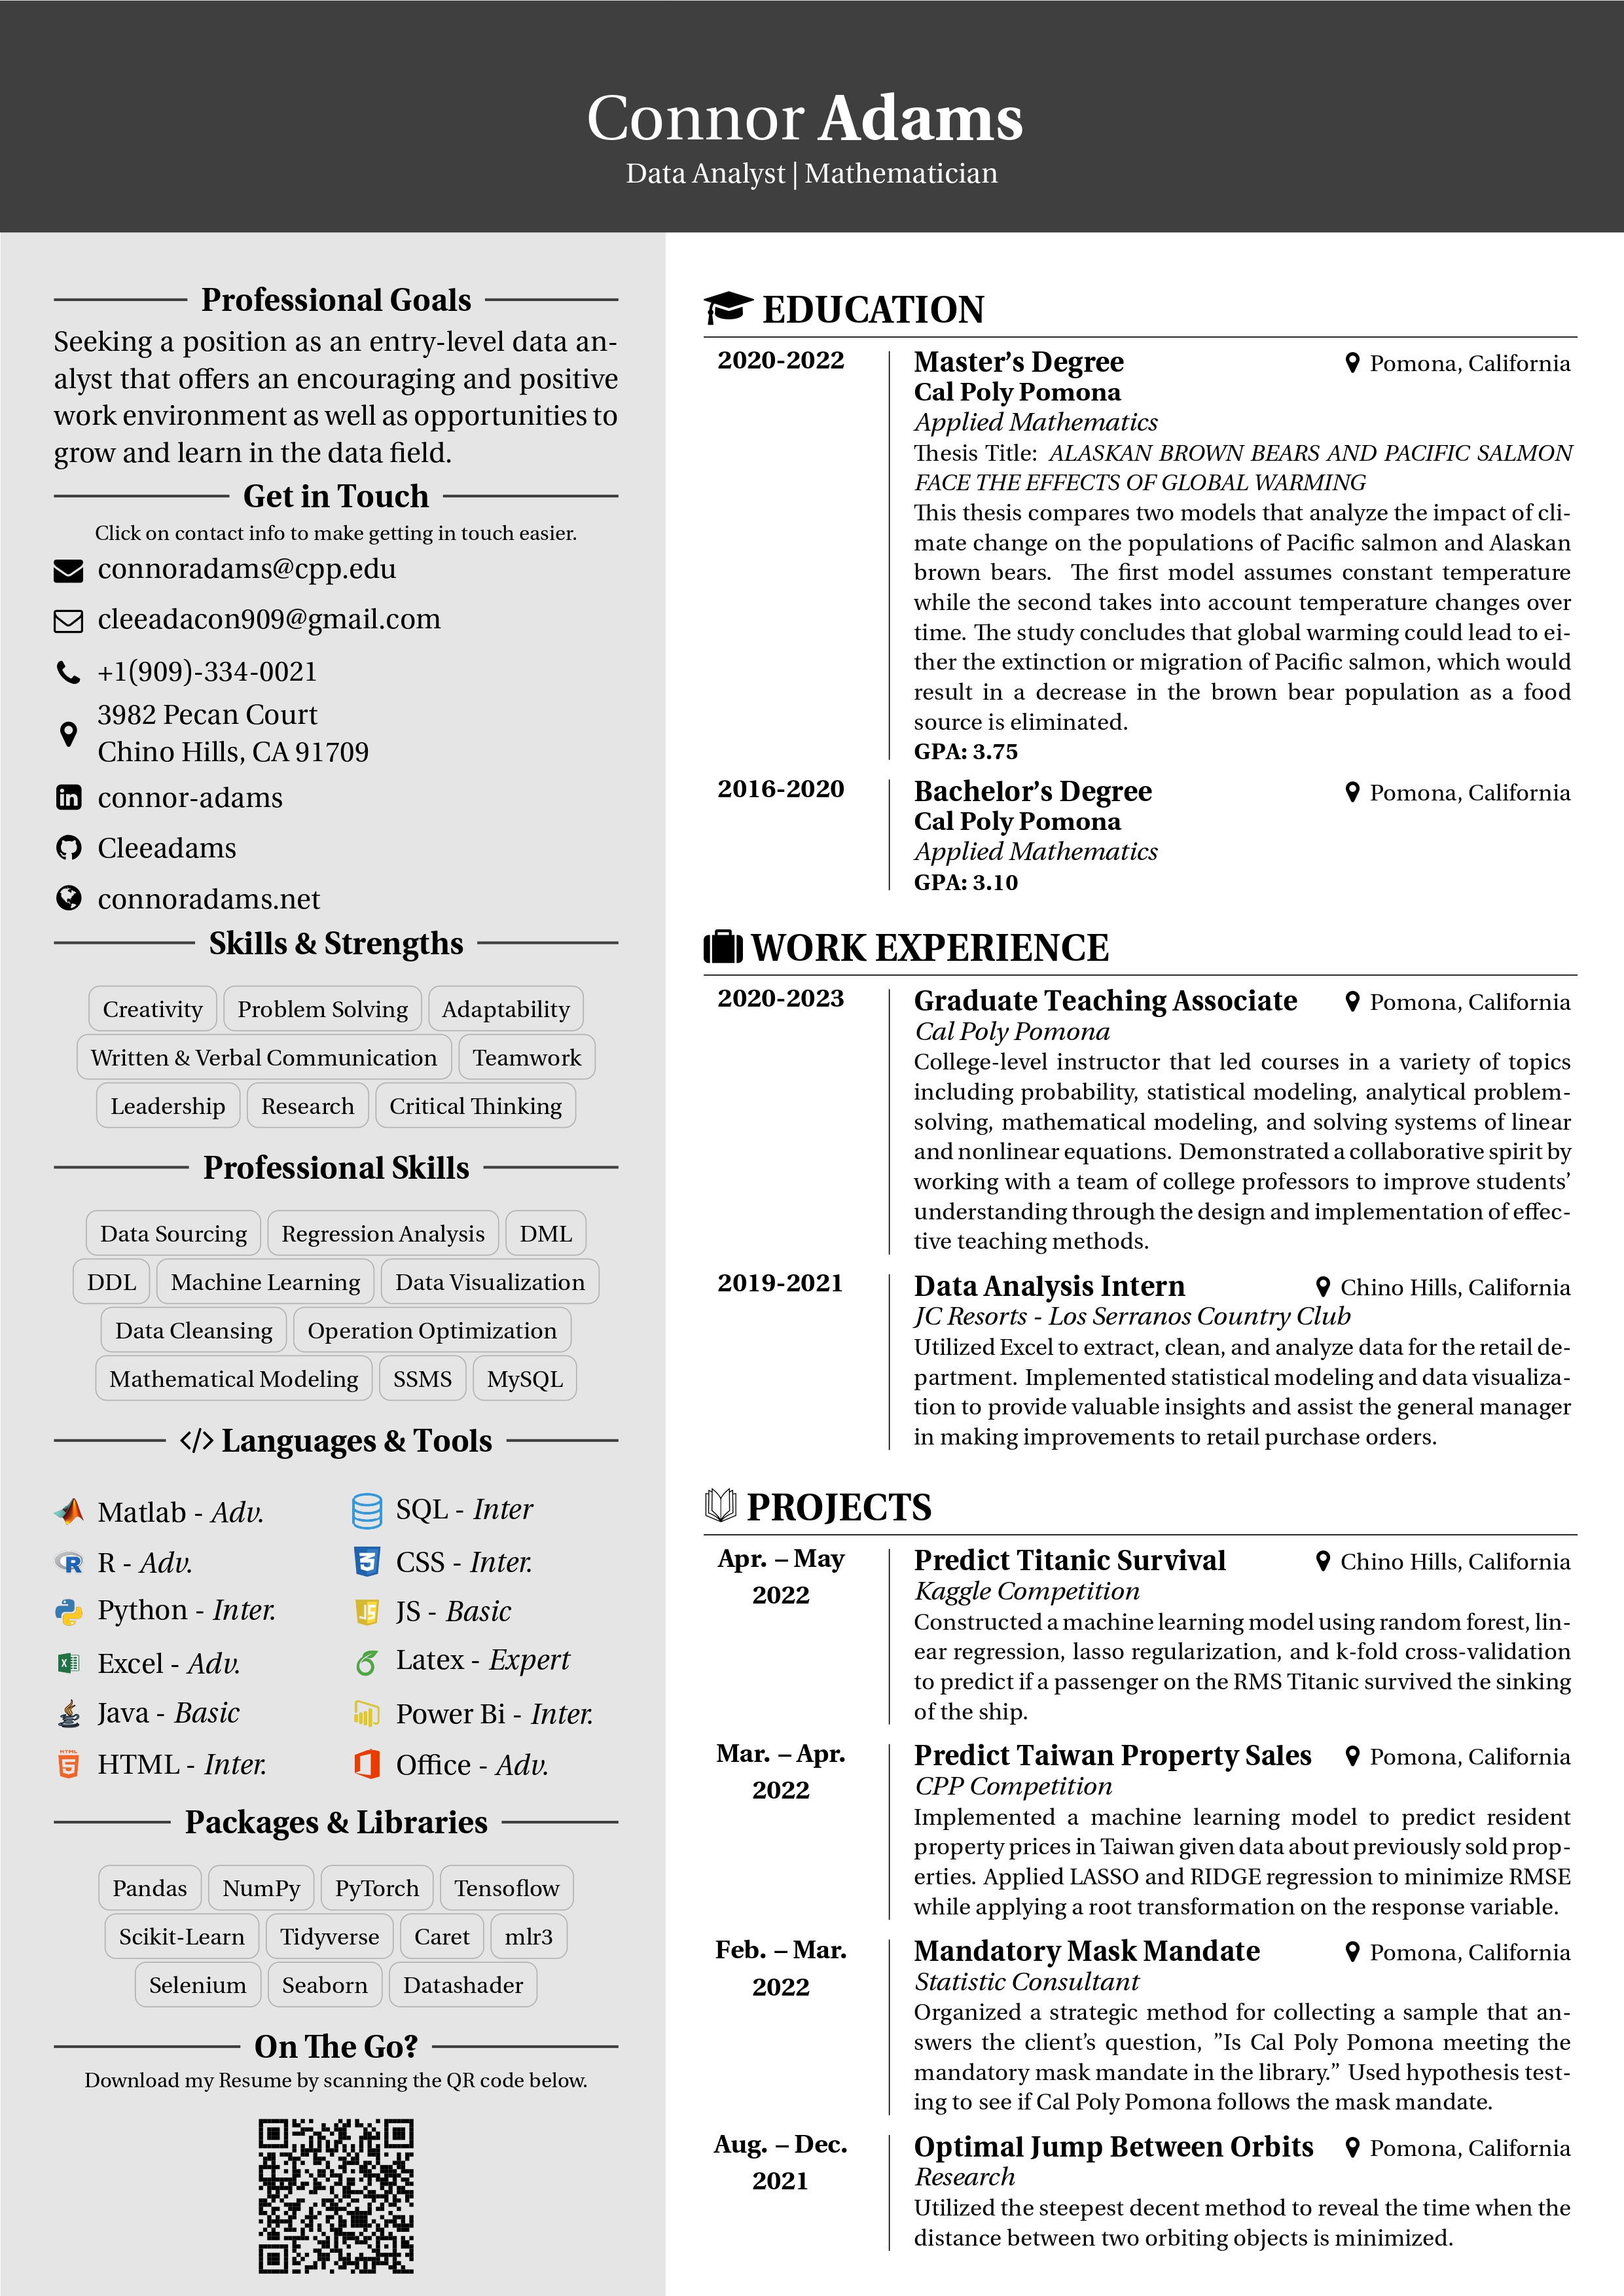 Connor Adams
Data Analyst | Mathematician
Professional Goals
Seeking a position as an entry-level data an-
alyst that offers an encouraging and positive
work environment as well as opportunities to
grow and learn in the data field.
Get in Touch
Click on contact info to make getting in touch easier.
connoradams@cpp.edu
cleeadacon909@gmail.com
+1(909)-334-0021
3982 Pecan Court
Chino Hills, CA 91709
connor-adams
Cleeadams
connoradams.net
Skills & Strengths
Creativity Problem Solving Adaptability
Written & Verbal Communication Teamwork
Leadership Research Critical Thinking
Professional Skills
Data Sourcing Regression Analysis DML
DDL Machine Learning Data Visualization
Data Cleansing Operation Optimization
Mathematical Modeling SSMS MySQL
</> Languages & Tools
Matlab - Adv. SQL - Inter
R - Adv. CSS - Inter.
Python - Inter. JS - Basic
Excel - Adv. Latex - Expert
Java - Basic Power Bi - Inter.
HTML - Inter. Office - Adv.
Packages & Libraries
Pandas NumPy PyTorch Tensoflow
Scikit-Learn Tidyverse Caret mlr3
Selenium Seaborn Datashader
On The Go?
Download my Resume by scanning the QR code below.
EDUCATION
2020-2022 Master's Degree Pomona, California
Cal Poly Pomona
Applied Mathematics
Thesis Title: ALASKAN BROWN BEARS AND PACIFIC SALMON
FACE THE EFFECTS OF GLOBAL WARMING
This thesis compares two models that analyze the impact of cli-
mate change on the populations of Pacific salmon and Alaskan
brown bears. The first model assumes constant temperature
while the second takes into account temperature changes over
time. The study concludes that global warming could lead to ei-
ther the extinction or migration of Pacific salmon, which would
result in a decrease in the brown bear population as a food
source is eliminated.
GPA: 3.75
2016-2020 Bachelor's Degree Pomona, California
Cal Poly Pomona
Applied Mathematics
GPA: 3.10
WORK EXPERIENCE
2020-2023 Graduate Teaching Associate Pomona, California
Cal Poly Pomona
College-level instructor that led courses in a variety of topics
including probability, statistical modeling, analytical problem-
solving, mathematical modeling, and solving systems of linear
and nonlinear equations. Demonstrated a collaborative spirit by
working with a team of college professors to improve students'
understanding through the design and implementation of effec-
tive teaching methods.
2019-2021 Data Analysis Intern Chino Hills, California
JC Resorts - Los Serranos Country Club
Utilized Excel to extract, clean, and analyze data for the retail de-
partment. Implemented statistical modeling and data visualiza-
tion to provide valuable insights and assist the general manager
in making improvements to retail purchase orders.
PROJECTS
Apr. – May Predict Titanic Survival Chino Hills, California
2022 Kaggle Competition
Constructed a machine learning model using random forest, lin-
ear regression, lasso regularization, and k-fold cross-validation
to predict if a passenger on the RMS Titanic survived the sinking
of the ship.
Mar. – Apr. Predict Taiwan Property Sales Pomona, California
2022 CPP Competition
Implemented a machine learning model to predict resident
property prices in Taiwan given data about previously sold prop-
erties. Applied LASSO and RIDGE regression to minimize RMSE
while applying a root transformation on the response variable.
Feb. – Mar. Mandatory Mask Mandate Pomona, California
2022 Statistic Consultant
Organized a strategic method for collecting a sample that an-
swers the client's question, ”Is Cal Poly Pomona meeting the
mandatory mask mandate in the library.” Used hypothesis test-
ing to see if Cal Poly Pomona follows the mask mandate.
Aug. – Dec. Optimal Jump Between Orbits Pomona, California
2021 Research
Utilized the steepest decent method to reveal the time when the
distance between two orbiting objects is minimized.